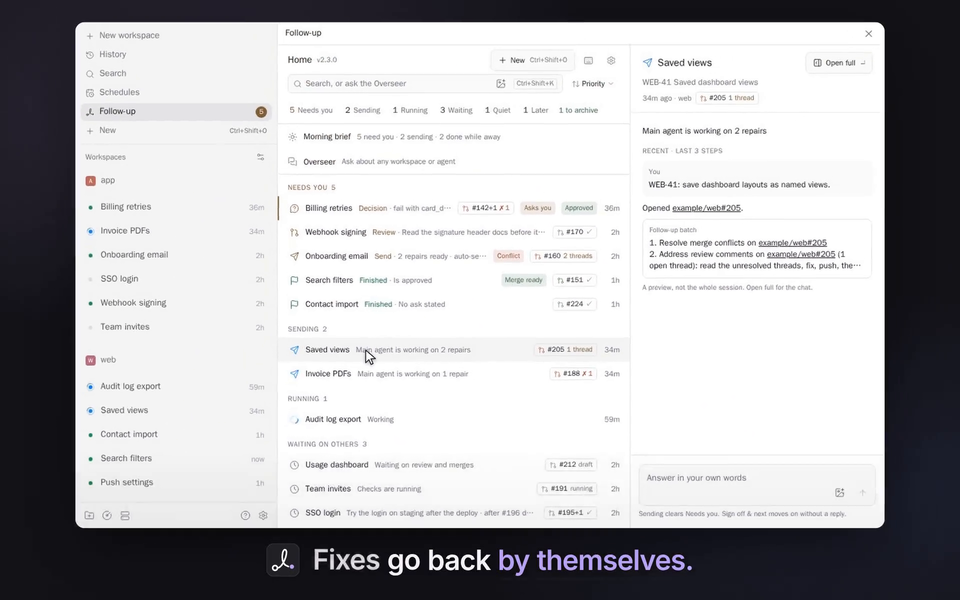 New workspace
History
Search
Schedules
Follow-up 5
New Ctrl+Shift+O
Workspaces
A app
Billing retries 36m
Invoice PDFs 34m
Onboarding email 2h
SSO login 2h
Webhook signing 2h
Team invites 2h
W web
Audit log export 59m
Saved views 34m
Contact import 1h
Search filters now
Push settings 1h
Follow-up
Home v2.3.0
New Ctrl+Shift+O
Search, or ask the Overseer Ctrl+Shift+K Priority
5 Needs you 2 Sending 1 Running 3 Waiting 1 Quiet 1 Later 1 to archive
Morning brief 5 need you · 2 sending · 2 done while away
Overseer Ask about any workspace or agent
NEEDS YOU 5
Billing retries Decision · fail with card_d… #142+1 ✗ 1 Asks you Approved 36m
Webhook signing Review · Read the signature header docs before it… #170 ✓ 2h
Onboarding email Send · 2 repairs ready · auto-se… Conflict #160 2 threads 2h
Search filters Finished · Is approved Merge ready #151 ✓ 1h
Contact import Finished · No ask stated #224 ✓ 1h
SENDING 2
Saved views Main agent is working on 2 repairs #205 1 thread 34m
Invoice PDFs Main agent is working on 1 repair #188 ✗ 1 34m
RUNNING 1
Audit log export Working 59m
WAITING ON OTHERS 3
Usage dashboard Waiting on review and merges #212 draft 2h
Team invites Checks are running #191 running 2h
SSO login Try the login on staging after the deploy · after #196 d… #195+1 ✓ 2h
Saved views Open full
WEB-41 Saved dashboard views
34m ago · web #205 1 thread
Main agent is working on 2 repairs
RECENT · LAST 3 STEPS
You
WEB-41: save dashboard layouts as named views.
Opened example/web#205.
Follow-up batch
1. Resolve merge conflicts on example/web#205
2. Address review comments on example/web#205 (1
open thread): read the unresolved threads, fix, push, the…
A preview, not the whole session. Open full for the chat.
Answer in your own words
Sending clears Needs you. Sign off & next moves on without a reply.
Fixes go back by themselves.